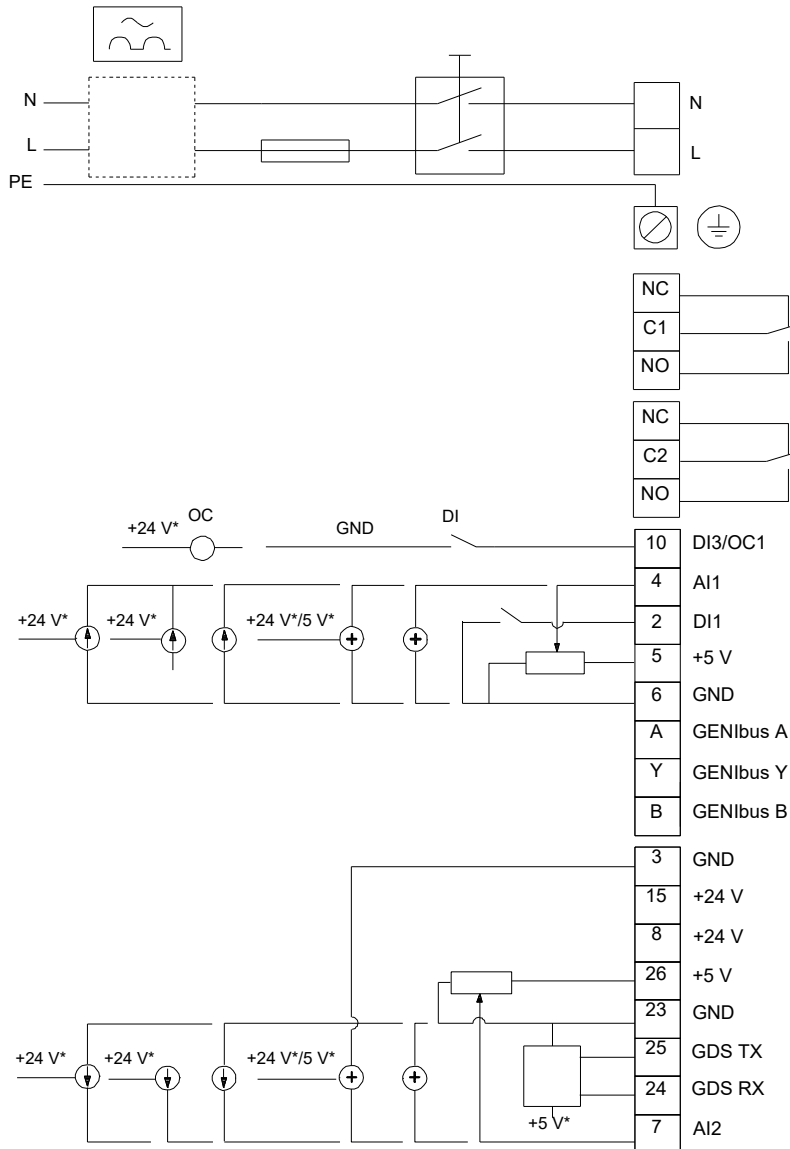 N
N
L
L
PE
NC
C1
NO
NC
C2
NO
+24 V* OC GND DI 10 DI3/OC1
4 AI1
+24 V* +24 V* +24 V*/5 V* 2 DI1
5 +5 V
6 GND
A GENIbus A
Y GENIbus Y
B GENIbus B
3 GND
15 +24 V
8 +24 V
26 +5 V
23 GND
+24 V* +24 V* +24 V*/5 V* 25 GDS TX
24 GDS RX
+5 V* 7 AI2